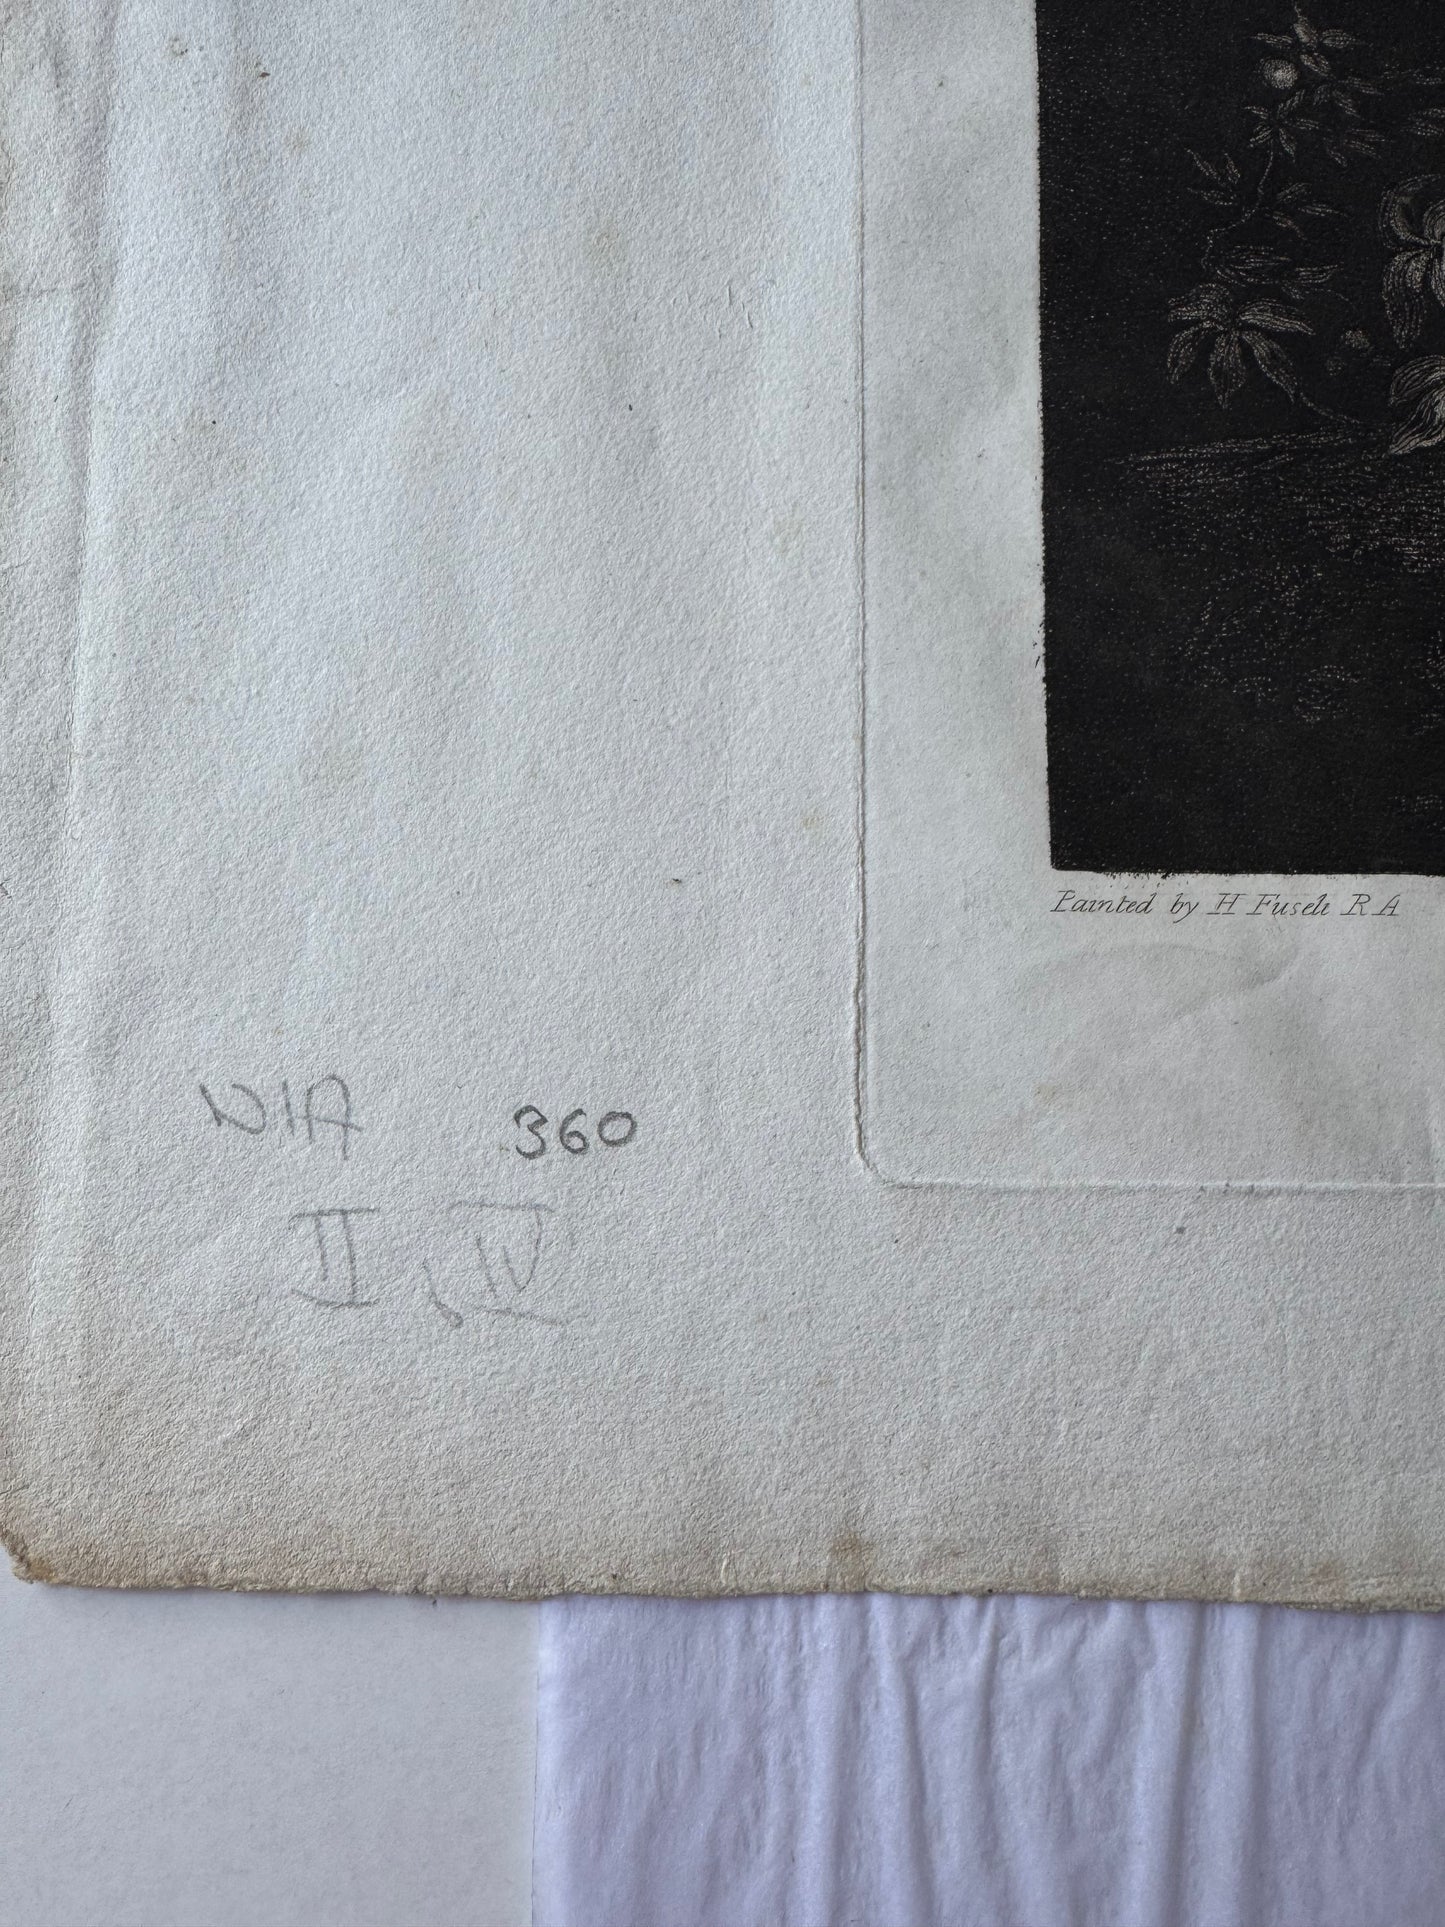 Painted by H Fuseli R A
NIA 360
II, IV